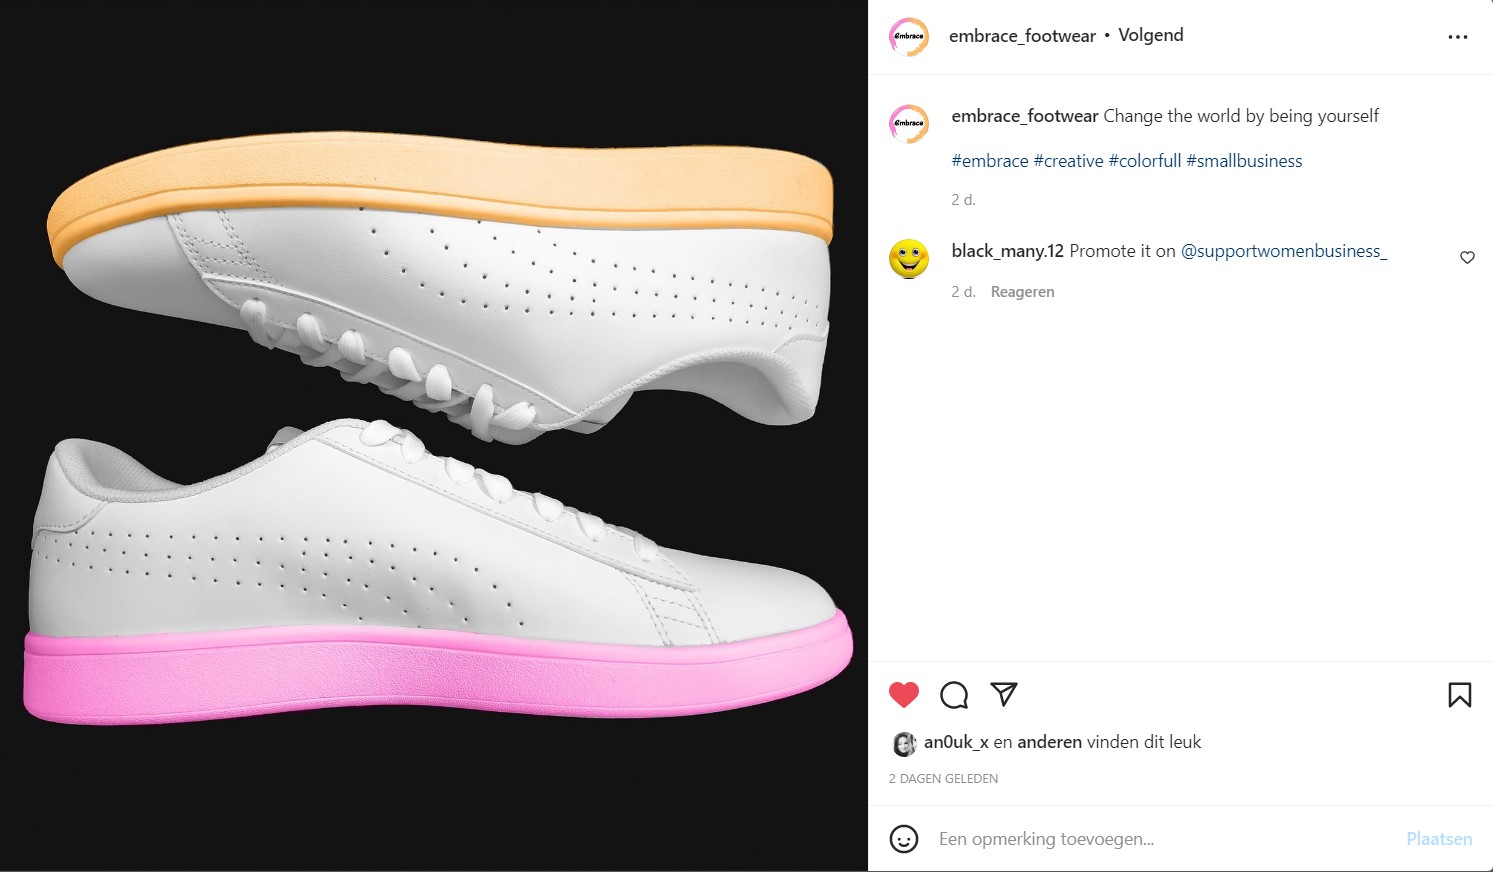 embrace_footwear • Volgend
embrace_footwear Change the world by being yourself
#embrace #creative #colorfull #smallbusiness
2 d.
black_many.12 Promote it on @supportwomenbusiness_
2 d. Reageren
an0uk_x en anderen vinden dit leuk
2 DAGEN GELEDEN
Een opmerking toevoegen... Plaatsen
Embrace
Embrace